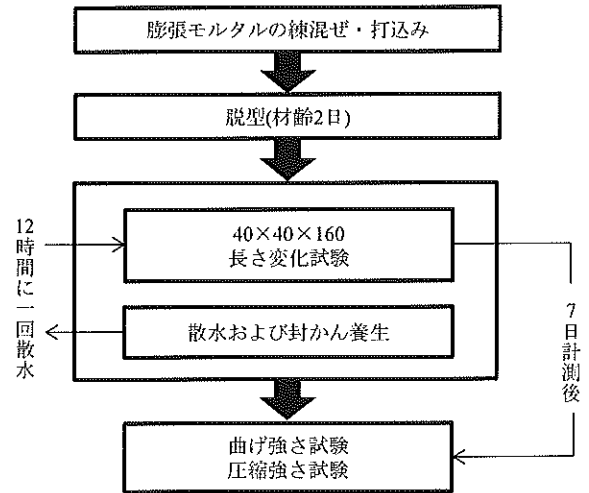 膨張モルタルの練混ぜ・打込み
脱型(材齢2日)
12時間に一回散水
40×40×160
長さ変化試験
散水および封かん養生
7日計測後
曲げ強さ試験
圧縮強さ試験